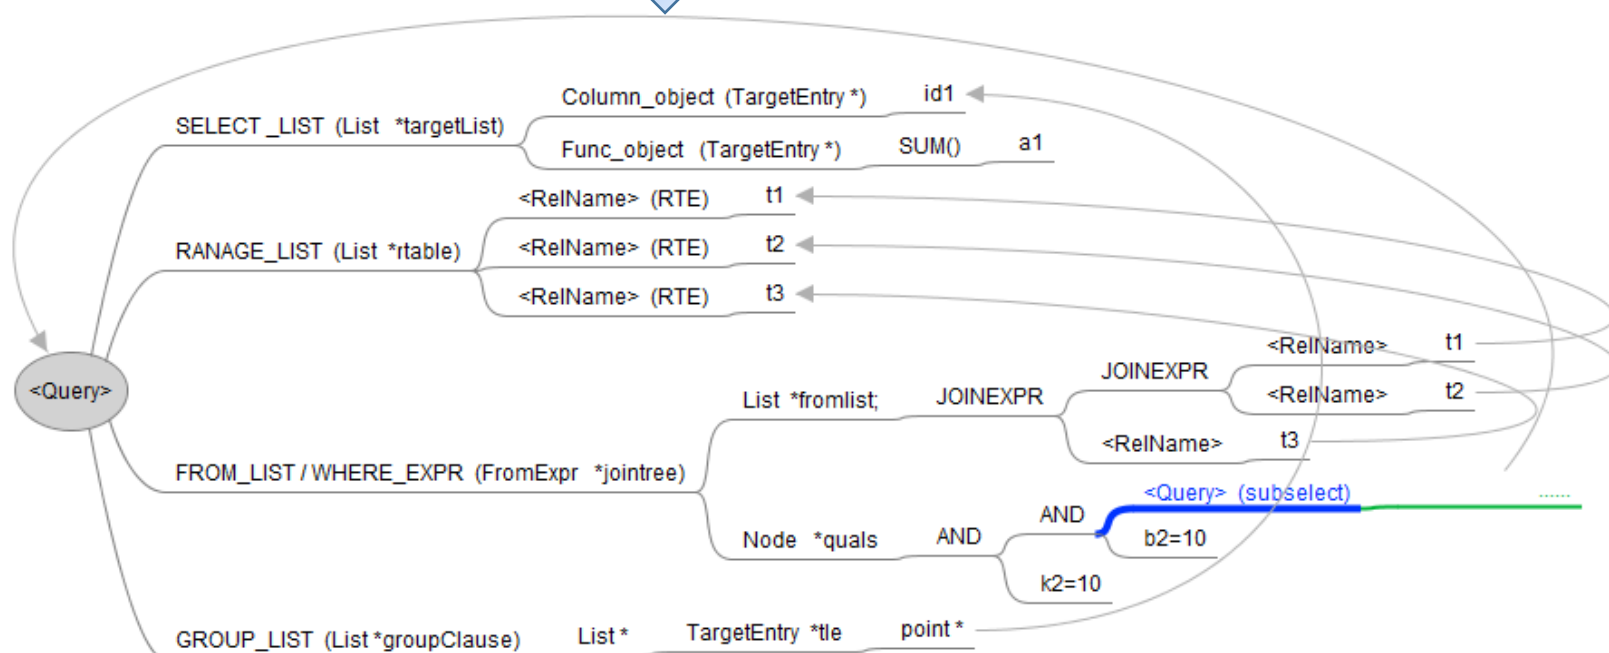 SELECT _LIST (List *targetList)
Column_object (TargetEntry *)
id1
Func_object (TargetEntry *)
SUM()
a1
RANAGE_LIST (List *rtable)
<RelName> (RTE)
t1
<RelName> (RTE)
t2
<RelName> (RTE)
t3
<Query>
FROM_LIST / WHERE_EXPR (FromExpr *jointree)
List *fromlist;
JOINEXPR
JOINEXPR
<RelName>
t1
<RelName>
t2
<RelName>
t3
Node *quals
AND
AND
<Query> (subselect)
......
b2=10
k2=10
GROUP_LIST (List *groupClause)
List *
TargetEntry *tle
point *